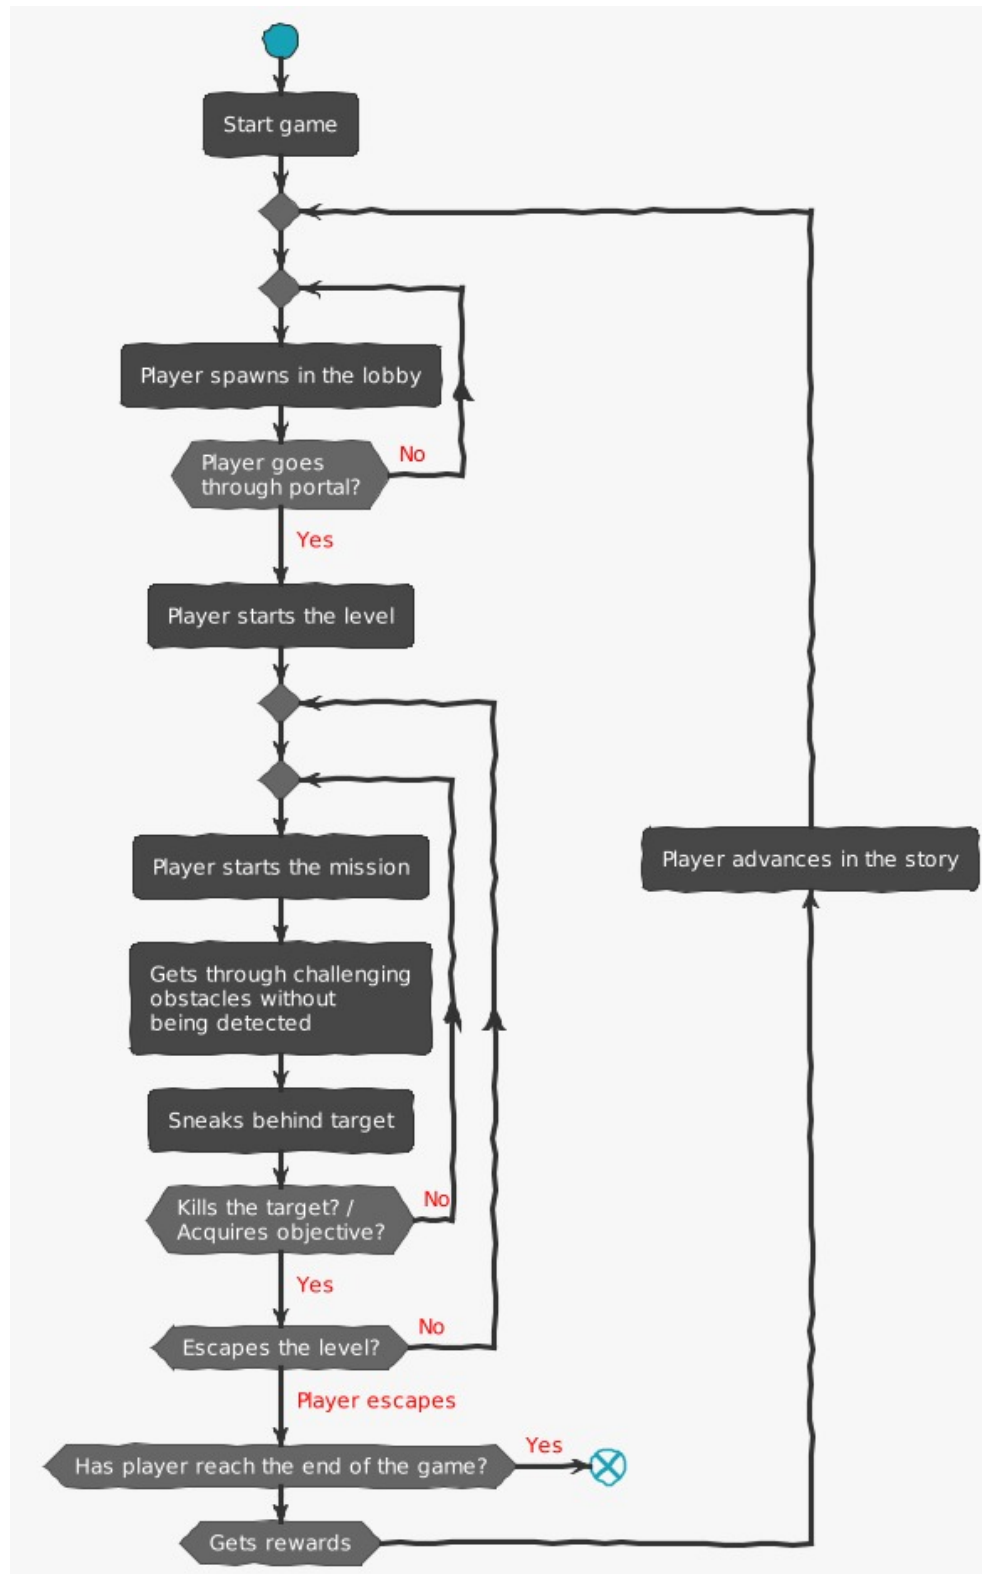 Start game
Player spawns in the lobby
Player goes
through portal?
No
Yes
Player starts the level
Player starts the mission
Player advances in the story
Gets through challenging
obstacles without
being detected
Sneaks behind target
Kills the target? /
Acquires objective?
No
Yes
Escapes the level?
No
Player escapes
Has player reach the end of the game?
Yes
Gets rewards